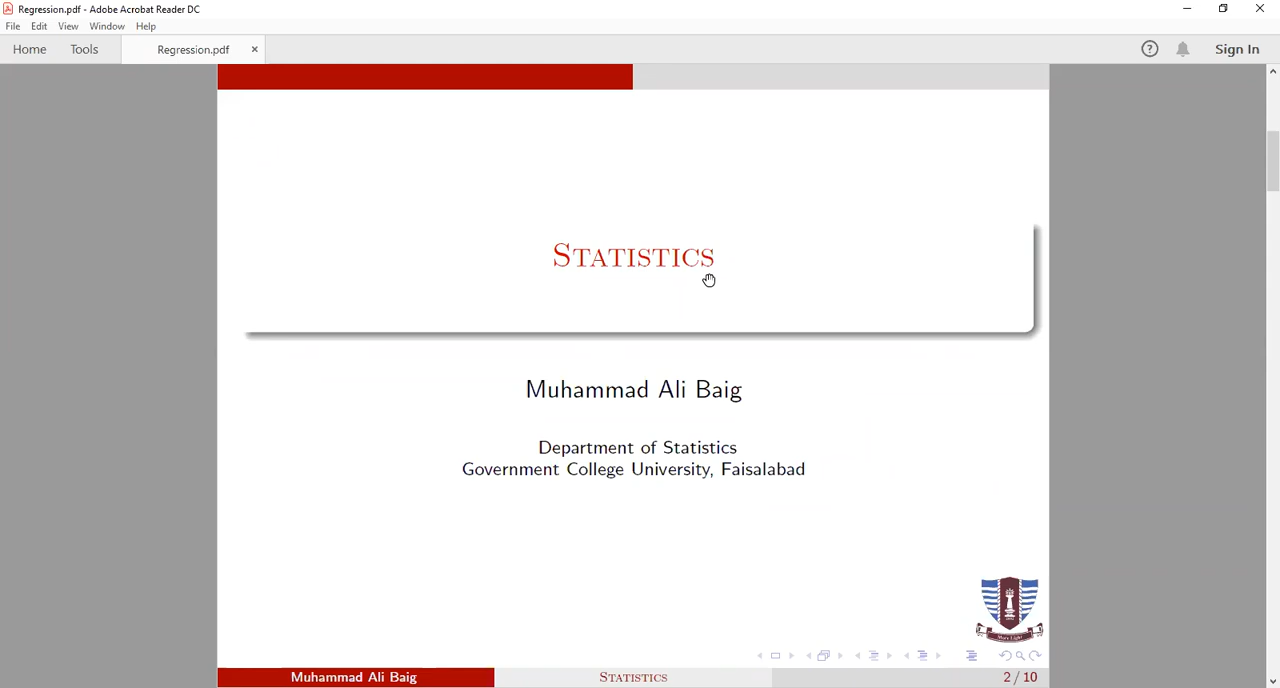 Regression.pdf - Adobe Acrobat Reader DC
File Edit View Window Help
Home Tools Regression.pdf × ? Sign In
STATISTICS
Muhammad Ali Baig
Department of Statistics
Government College University, Faisalabad
Muhammad Ali Baig STATISTICS 2 / 10